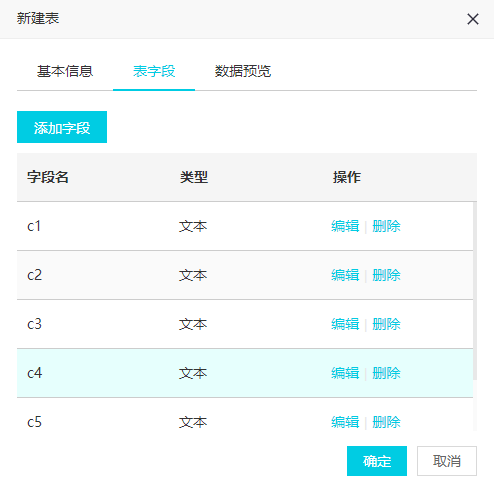 新建表
基本信息 表字段 数据预览
添加字段
字段名 类型 操作
c1 文本 编辑 | 删除
c2 文本 编辑 | 删除
c3 文本 编辑 | 删除
c4 文本 编辑 | 删除
c5 文本 编辑 | 删除
确定 取消